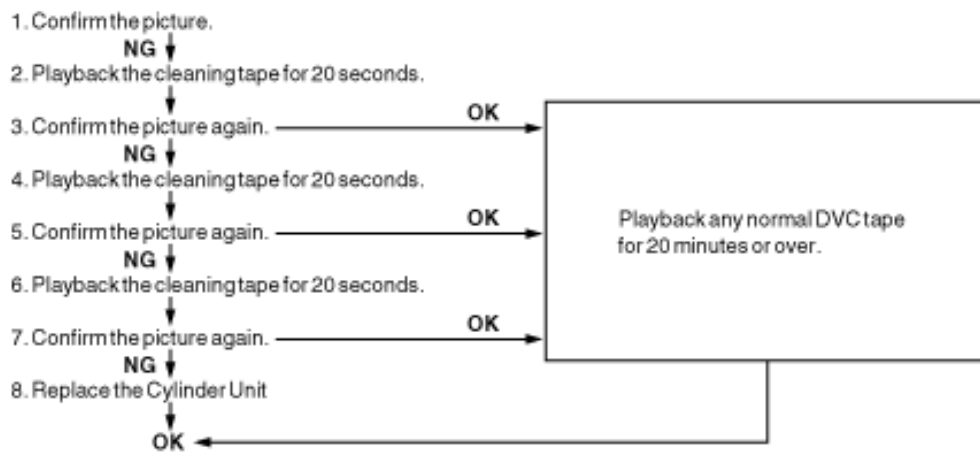 1. Confirm the picture.
NG
2. Playback the cleaning tape for 20 seconds.
3. Confirm the picture again.
OK
NG
4. Playback the cleaning tape for 20 seconds.
5. Confirm the picture again.
OK
NG
6. Playback the cleaning tape for 20 seconds.
7. Confirm the picture again.
OK
NG
8. Replace the Cylinder Unit
OK
Playback any normal DVC tape
for 20 minutes or over.